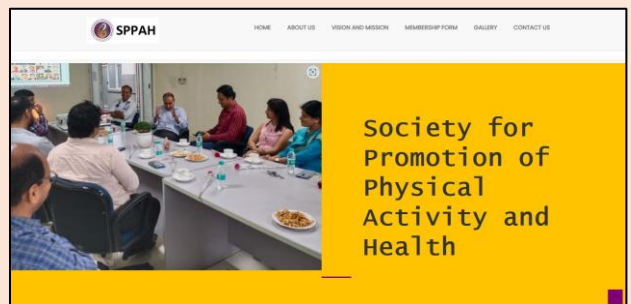 SPPAH
HOME ABOUT US VISION AND MISSION MEMBERSHIP FORM GALLERY CONTACT US
Society for
Promotion of
Physical
Activity and
Health